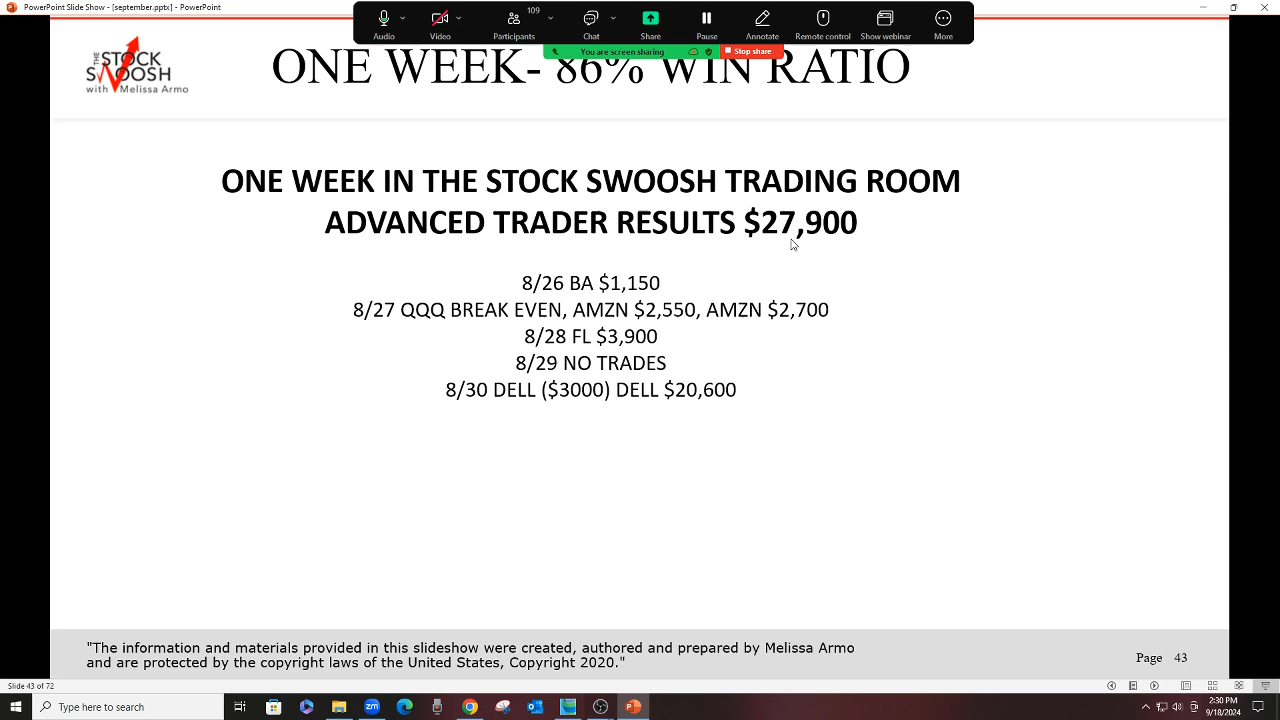 PowerPoint Slide Show - [september.pptx] - PowerPoint
Audio
Video
109
Participants
Chat
Share
Pause
Annotate
Remote control
Show webinar
More
You are screen sharing
Stop share
THE STOCK
SWOOSH
with Melissa Armo
ONE WEEK- 86% WIN RATIO
ONE WEEK IN THE STOCK SWOOSH TRADING ROOM
ADVANCED TRADER RESULTS $27,900
8/26 BA $1,150
8/27 QQQ BREAK EVEN, AMZN $2,550, AMZN $2,700
8/28 FL $3,900
8/29 NO TRADES
8/30 DELL ($3000) DELL $20,600
"The information and materials provided in this slideshow were created, authored and prepared by Melissa Armo
and are protected by the copyright laws of the United States, Copyright 2020."
Page 43
Slide 43 of 72
Type here to search
2:30 PM
9/18/2024